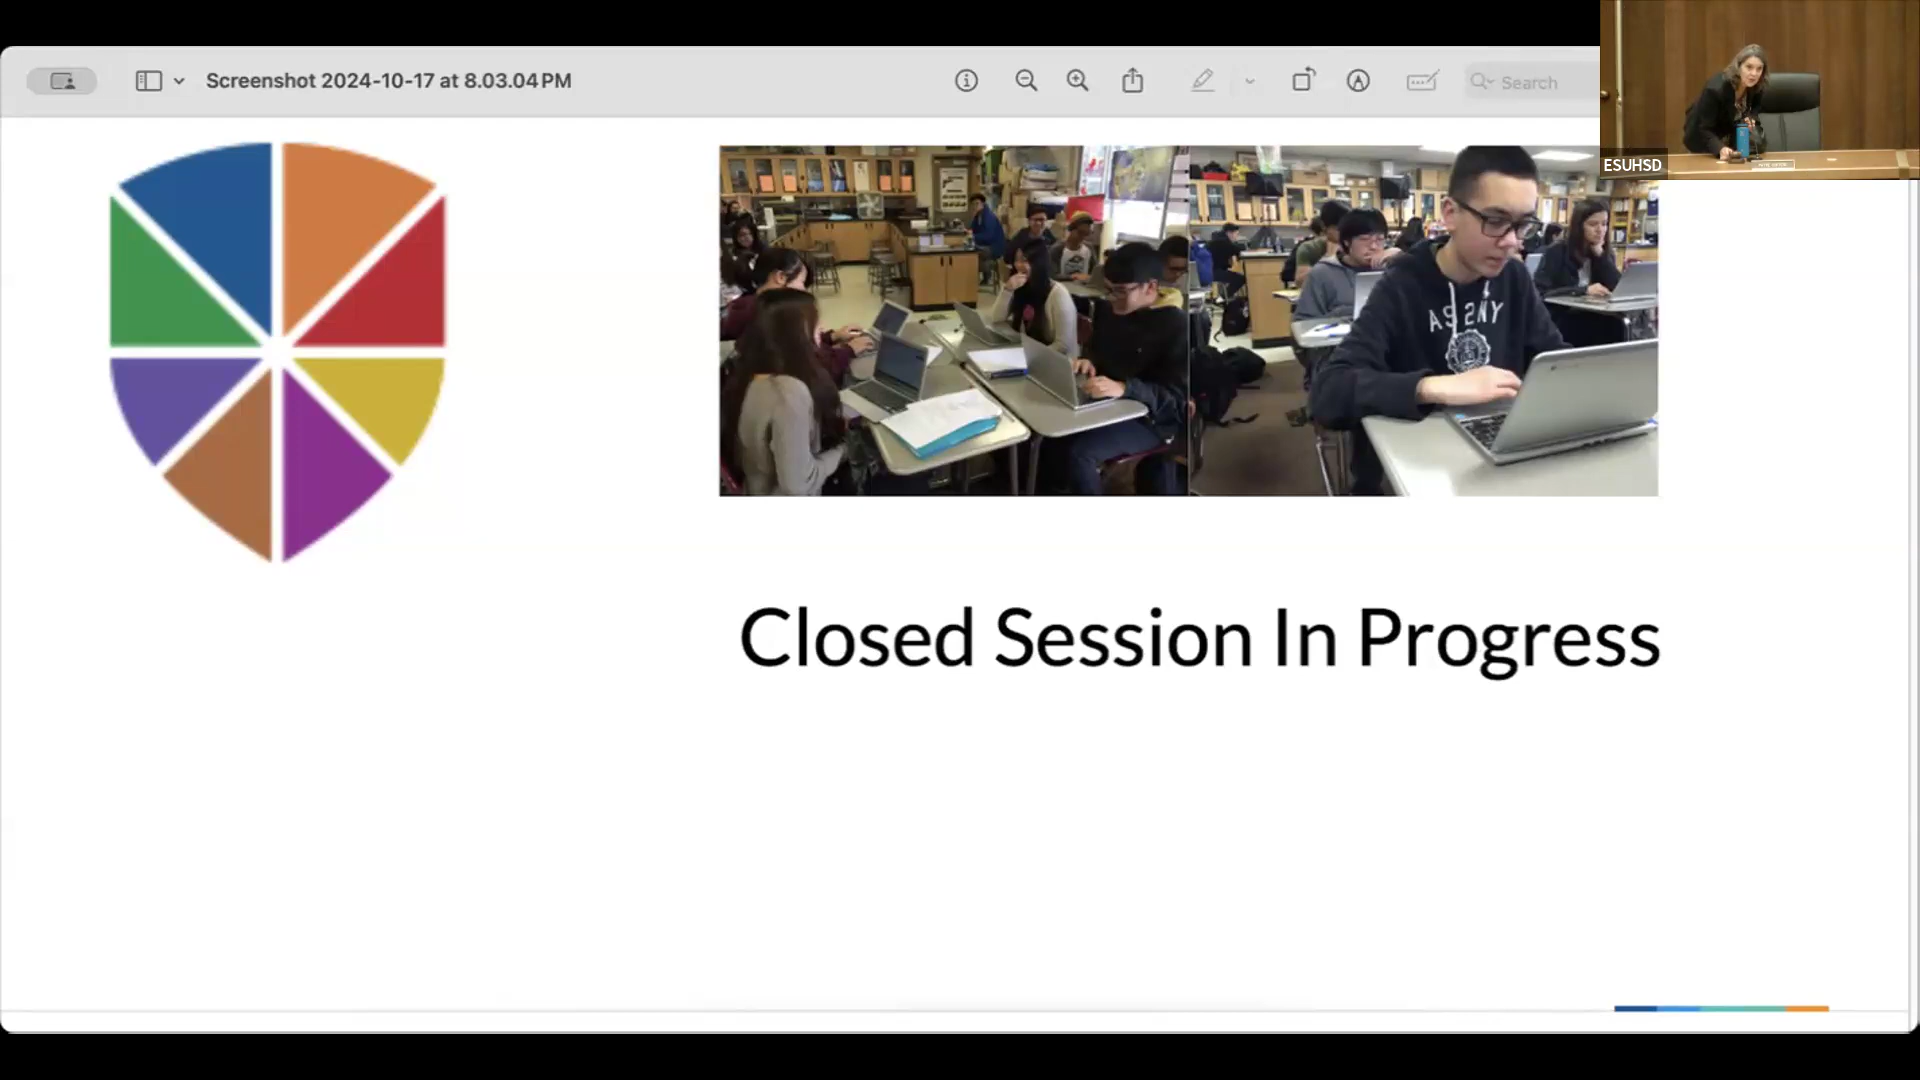 Screenshot 2024-10-17 at 8.03.04 PM
Search
ESUHSD
Closed Session In Progress